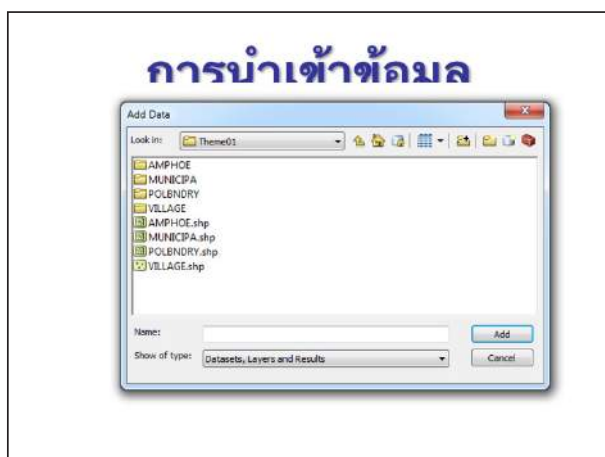 การนำเข้าข้อมูล
Add Data
Look in: Theme01
AMPHOE
MUNICIPA
POLBNDRY
VILLAGE
AMPHOE.shp
MUNICIPA.shp
POLBNDRY.shp
VILLAGE.shp
Name: Add
Show of type: Datasets, Layers and Results Cancel